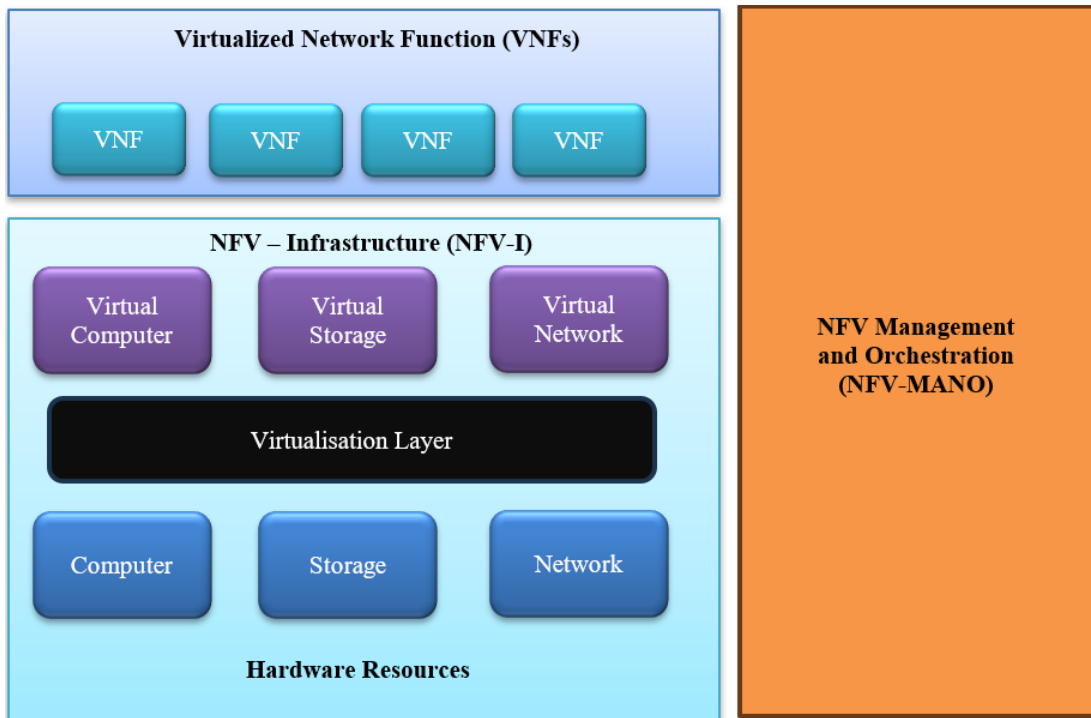 Virtualized Network Function (VNFs)
VNF
VNF
VNF
VNF
NFV – Infrastructure (NFV-I)
Virtual
Computer
Virtual
Storage
Virtual
Network
Virtualisation Layer
Computer
Storage
Network
Hardware Resources
NFV Management
and Orchestration
(NFV-MANO)